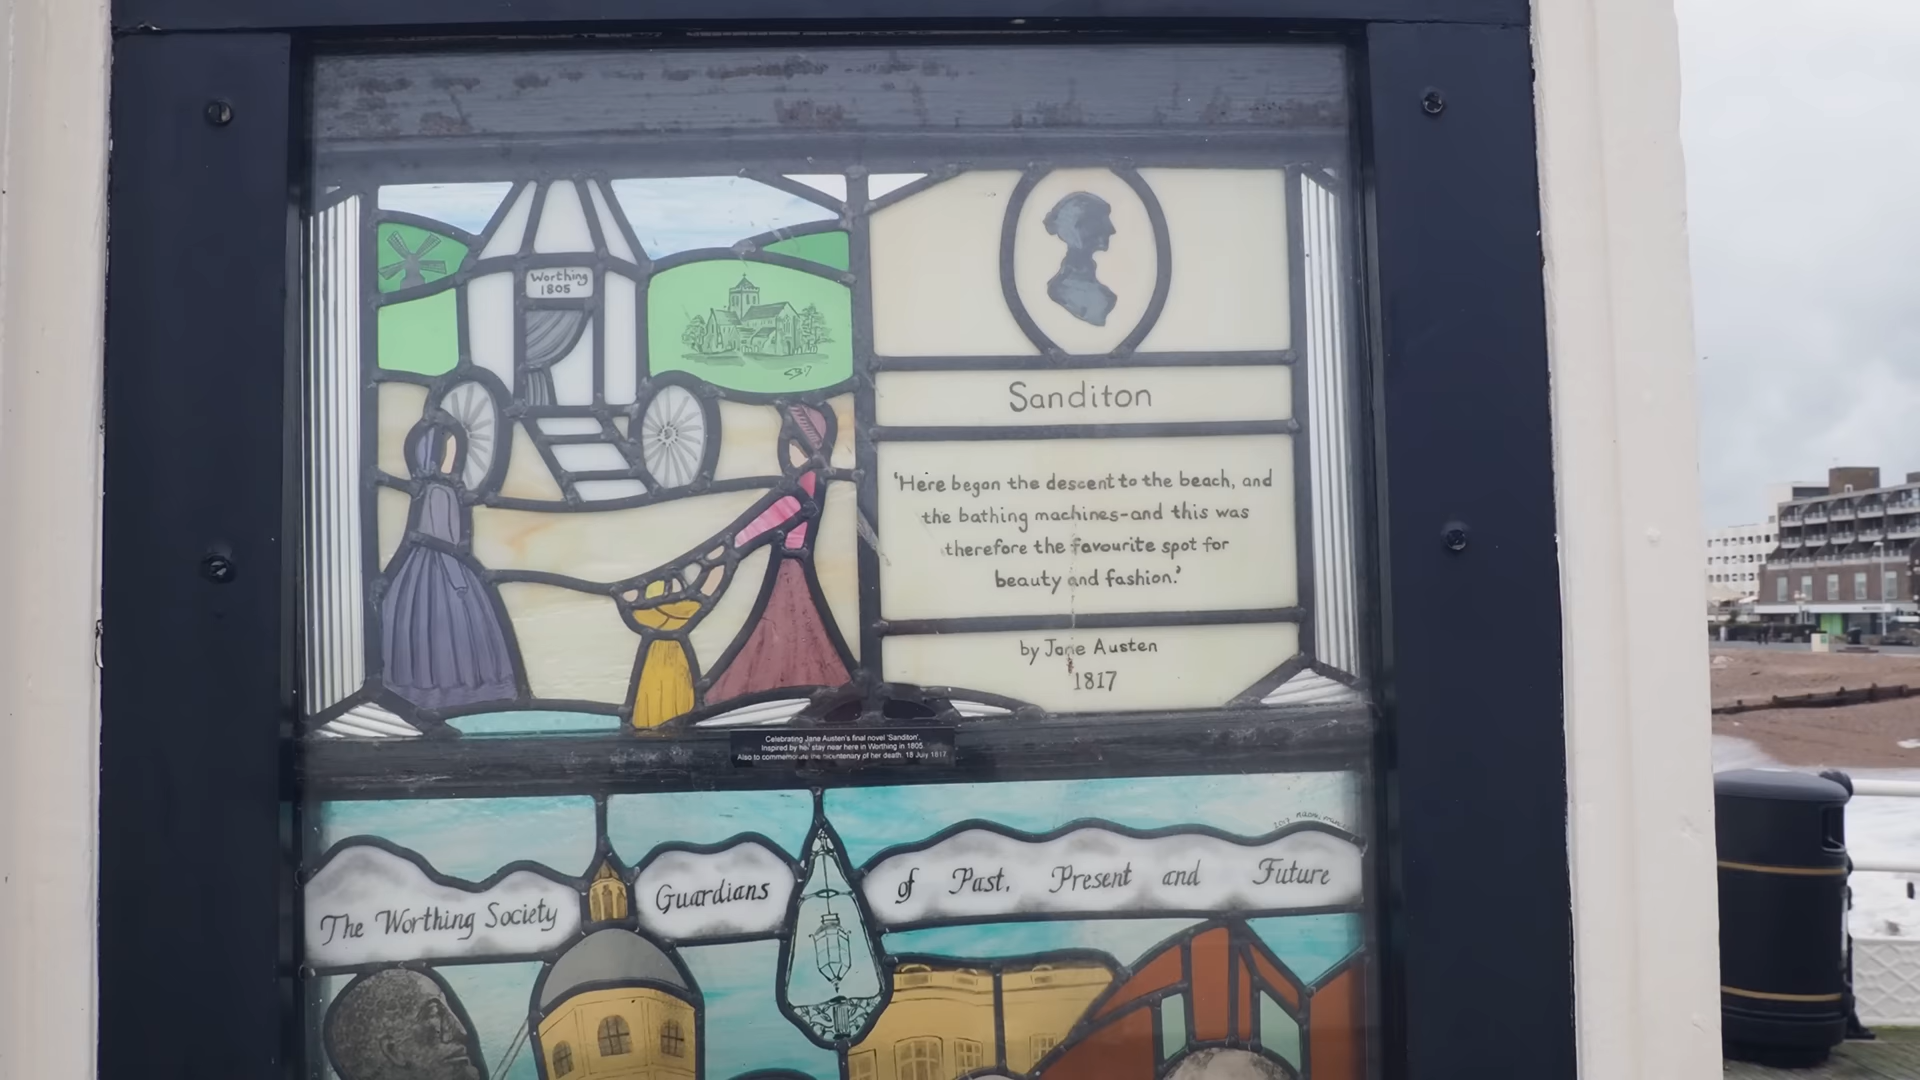 Worthing
1805
Sanditon
'Here began the descent to the beach, and
the bathing machines-and this was
therefore the favourite spot for
beauty and fashion.'
by Jane Austen
1817
Celebrating Jane Austen's final novel 'Sanditon'.
Inspired by her stay near here in Worthing in 1805.
Also to commemorate the bicentenary of her death, 18 July 1817
The Worthing Society Guardians of Past, Present and Future